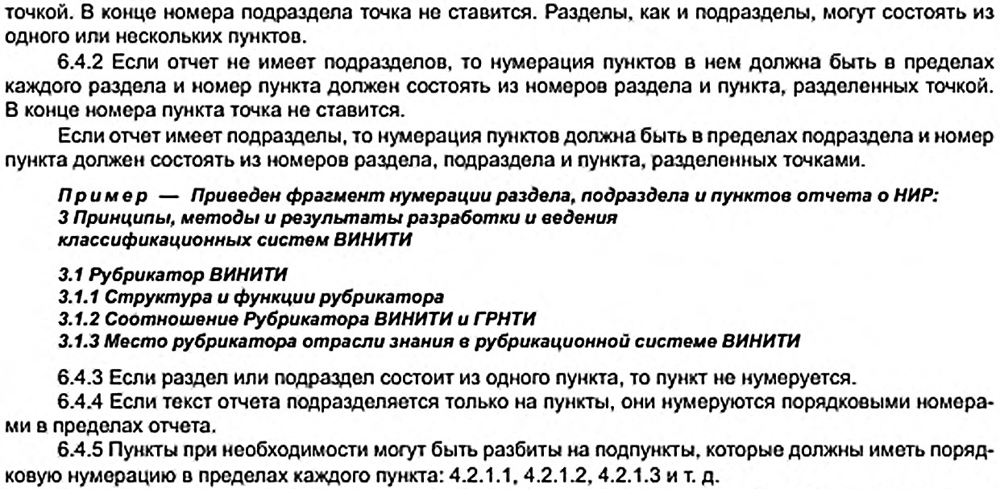 точкой. В конце номера подраздела точка не ставится. Разделы, как и подразделы, могут состоять из
одного или нескольких пунктов.
6.4.2 Если отчет не имеет подразделов, то нумерация пунктов в нем должна быть в пределах
каждого раздела и номер пункта должен состоять из номеров раздела и пункта, разделенных точкой.
В конце номера пункта точка не ставится.
Если отчет имеет подразделы, то нумерация пунктов должна быть в пределах подраздела и номер
пункта должен состоять из номеров раздела, подраздела и пункта, разделенных точками.
Пример — Приведен фрагмент нумерации раздела, подраздела и пунктов отчета о НИР:
3 Принципы, методы и результаты разработки и ведения
классификационных систем ВИНИТИ
3.1 Рубрикатор ВИНИТИ
3.1.1 Структура и функции рубрикатора
3.1.2 Соотношение Рубрикатора ВИНИТИ и ГРНТИ
3.1.3 Место рубрикатора отрасли знания в рубрикационной системе ВИНИТИ
6.4.3 Если раздел или подраздел состоит из одного пункта, то пункт не нумеруется.
6.4.4 Если текст отчета подразделяется только на пункты, они нумеруются порядковыми номера-
ми в пределах отчета.
6.4.5 Пункты при необходимости могут быть разбиты на подпункты, которые должны иметь поряд-
ковую нумерацию в пределах каждого пункта: 4.2.1.1, 4.2.1.2, 4.2.1.3 и т. д.